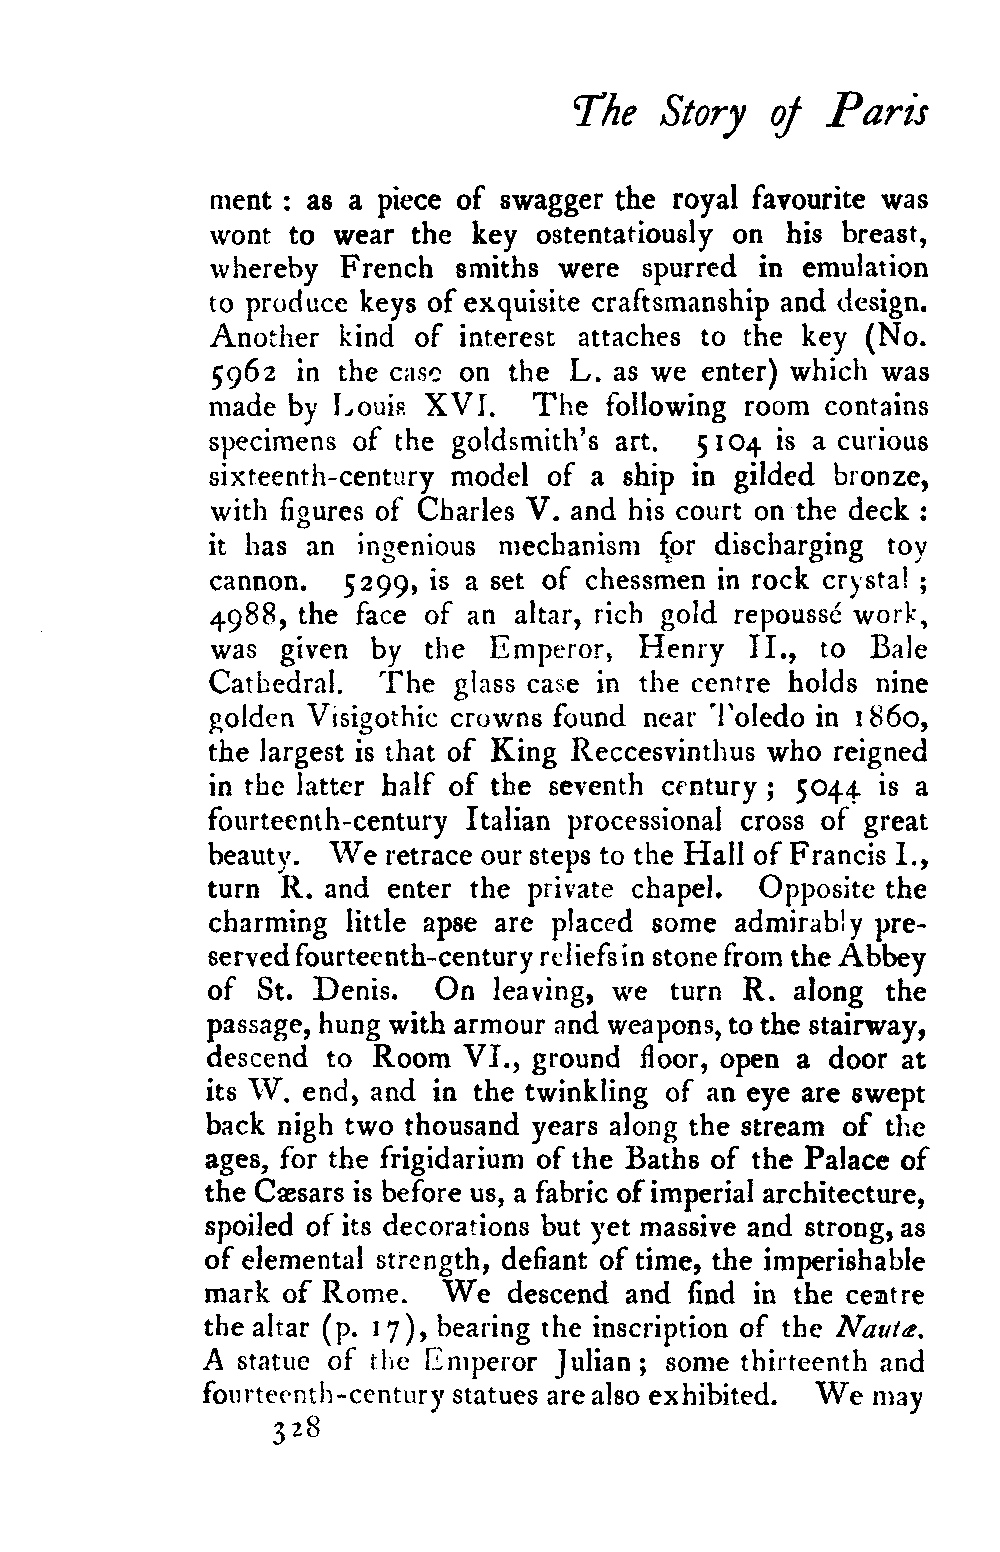 The Story of Paris
ment : as a piece of swagger the royal favourite was
wont to wear the key ostentatiously on his breast,
whereby French smiths were spurred in emulation
to produce keys of exquisite craftsmanship and design.
Another kind of interest attaches to the key (No.
5962 in the case on the L. as we enter) which was
made by Louis XVI. The following room contains
specimens of the goldsmith's art. 5104 is a curious
sixteenth-century model of a ship in gilded bronze,
with figures of Charles V. and his court on the deck :
it has an ingenious mechanism for discharging toy
cannon. 5299, is a set of chessmen in rock crystal ;
4988, the face of an altar, rich gold repoussé work,
was given by the Emperor, Henry II., to Bale
Cathedral. The glass case in the centre holds nine
golden Visigothic crowns found near Toledo in 1860,
the largest is that of King Reccesvinthus who reigned
in the latter half of the seventh century ; 5044 is a
fourteenth-century Italian processional cross of great
beauty. We retrace our steps to the Hall of Francis I.,
turn R. and enter the private chapel. Opposite the
charming little apse are placed some admirably pre-
served fourteenth-century reliefs in stone from the Abbey
of St. Denis. On leaving, we turn R. along the
passage, hung with armour and weapons, to the stairway,
descend to Room VI., ground floor, open a door at
its W. end, and in the twinkling of an eye are swept
back nigh two thousand years along the stream of the
ages, for the frigidarium of the Baths of the Palace of
the Cæsars is before us, a fabric of imperial architecture,
spoiled of its decorations but yet massive and strong, as
of elemental strength, defiant of time, the imperishable
mark of Rome. We descend and find in the centre
the altar (p. 17), bearing the inscription of the Nautæ.
A statue of the Emperor Julian ; some thirteenth and
fourteenth-century statues are also exhibited. We may
328